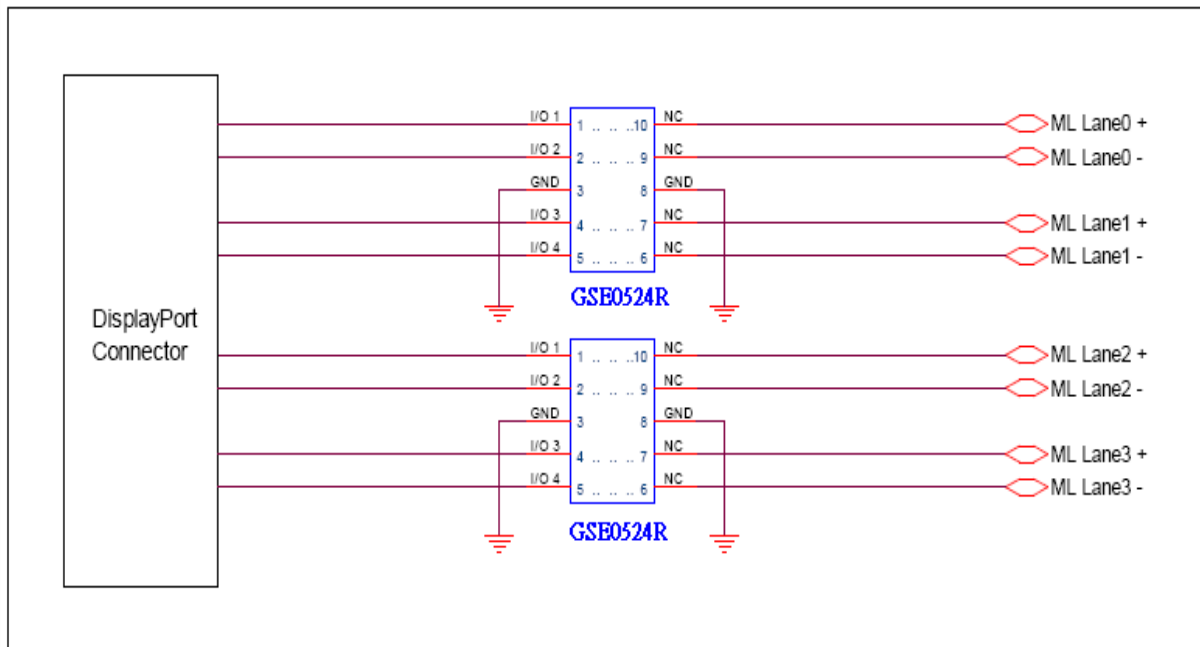 I/O 1 1 .. .. ..10 NC ML Lane0 +
I/O 2 2 .. .. .. 9 NC ML Lane0 -
GND 3 8 GND
I/O 3 4 .. .. .. 7 NC ML Lane1 +
I/O 4 5 .. .. .. 6 NC ML Lane1 -
GSE0524R
DisplayPort
Connector
I/O 1 1 .. .. ..10 NC ML Lane2 +
I/O 2 2 .. .. .. 9 NC ML Lane2 -
GND 3 8 GND
I/O 3 4 .. .. .. 7 NC ML Lane3 +
I/O 4 5 .. .. .. 6 NC ML Lane3 -
GSE0524R